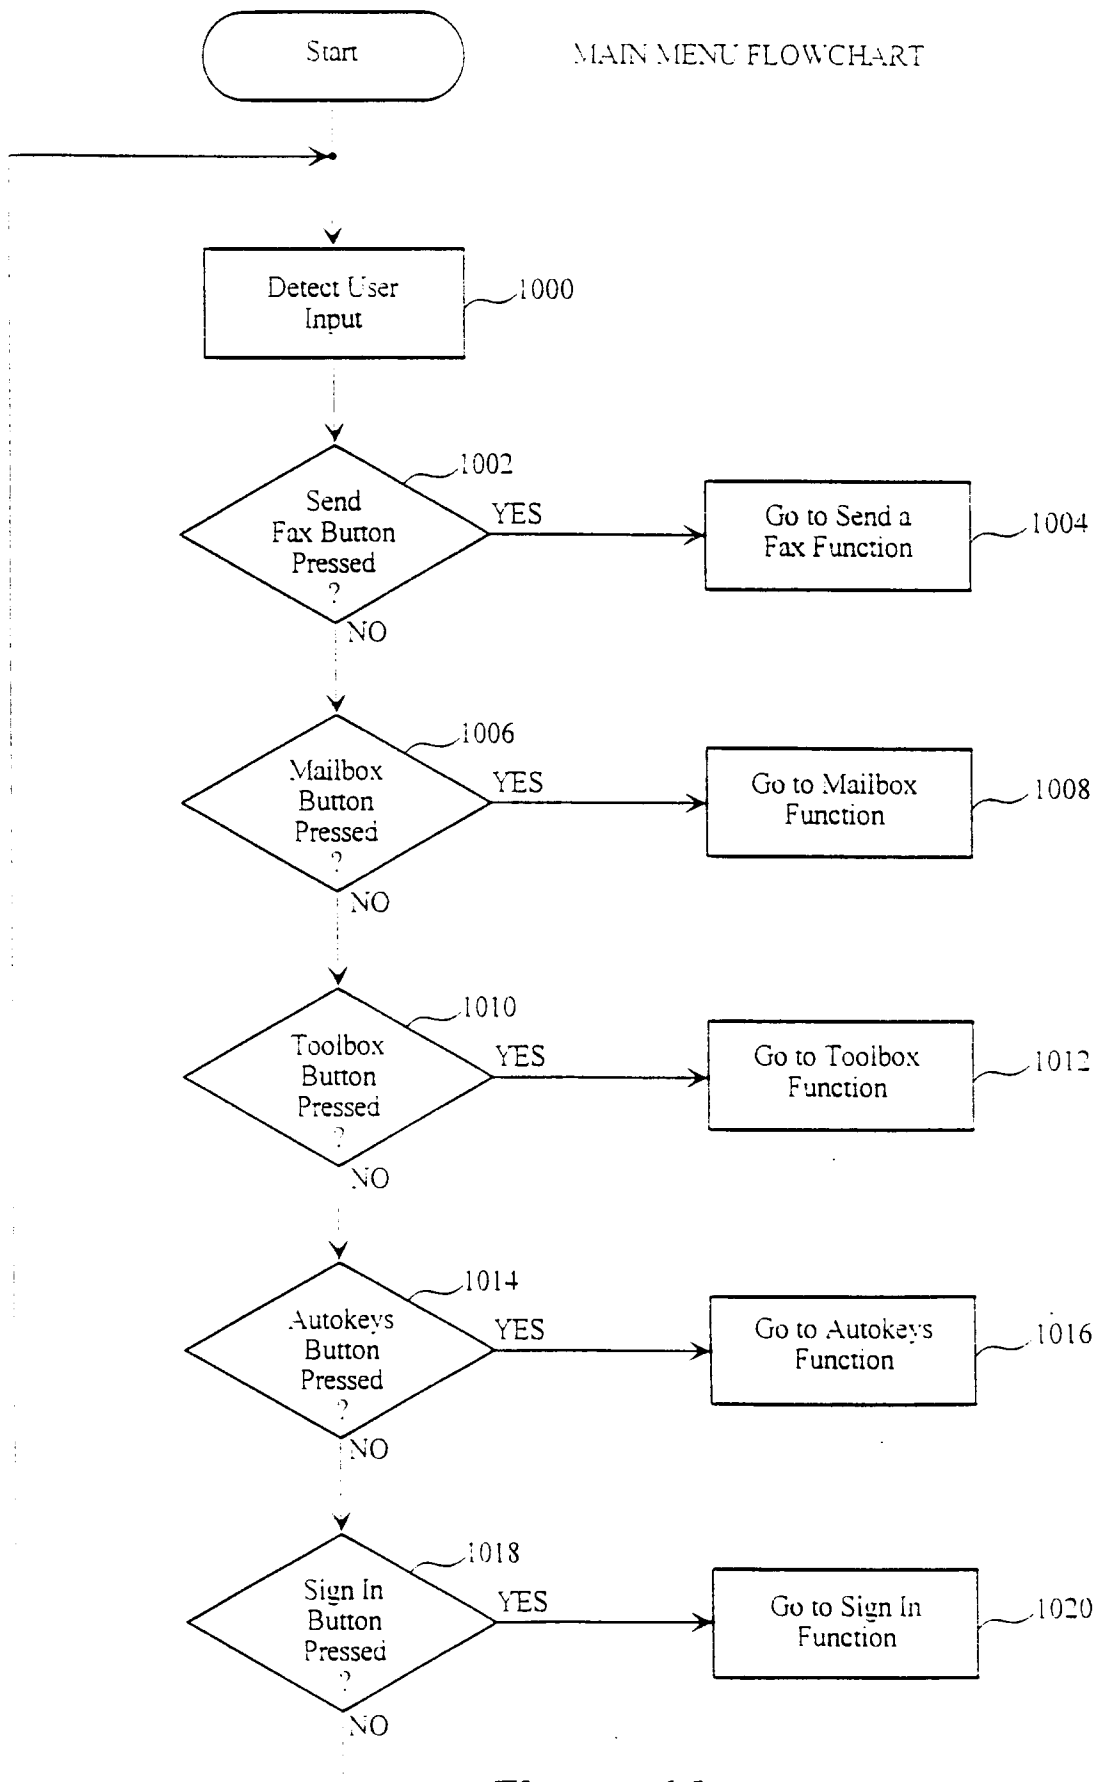 Start
MAIN MENU FLOWCHART
Detect User
Input
1000
1002
Send
Fax Button
Pressed
?
YES
NO
Go to Send a
Fax Function
1004
1006
Mailbox
Button
Pressed
?
YES
NO
Go to Mailbox
Function
1008
1010
Toolbox
Button
Pressed
?
YES
NO
Go to Toolbox
Function
1012
1014
Autokeys
Button
Pressed
?
YES
NO
Go to Autokeys
Function
1016
1018
Sign In
Button
Pressed
?
YES
NO
Go to Sign In
Function
1020